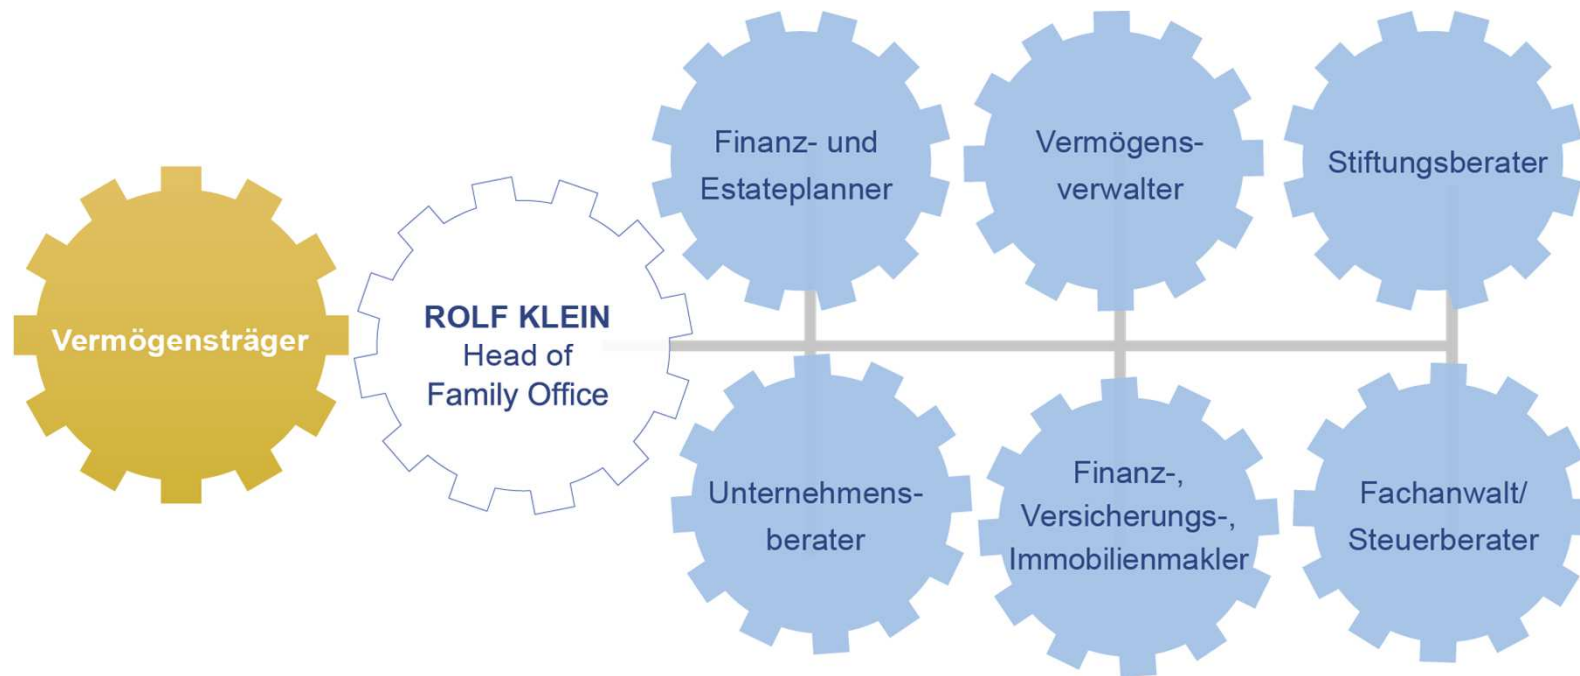 Vermögensträger
ROLF KLEIN
Head of
Family Office
Finanz- und
Estateplanner
Vermögens-
verwalter
Stiftungsberater
Unternehmens-
berater
Finanz-,
Versicherungs-,
Immobilienmakler
Fachanwalt/
Steuerberater